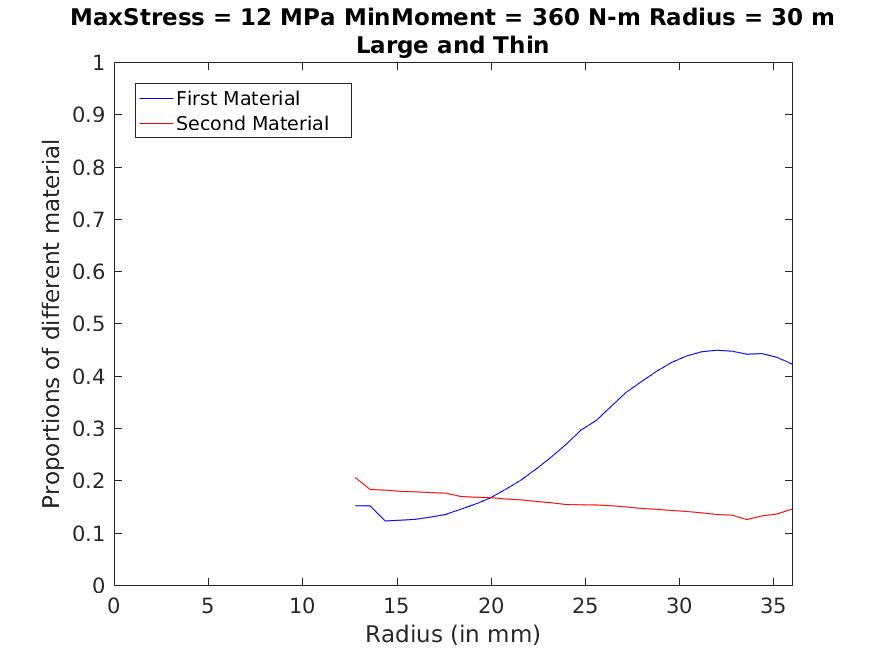 MaxStress = 12 MPa MinMoment = 360 N-m Radius = 30 m
Large and Thin
1
First Material
0.9
Second Material
0.8
0.7
0.6
0.5
0.4
0.3
0.2
0.1
0
Proportions of different material
0 5 10 15 20 25 30 35
Radius (in mm)